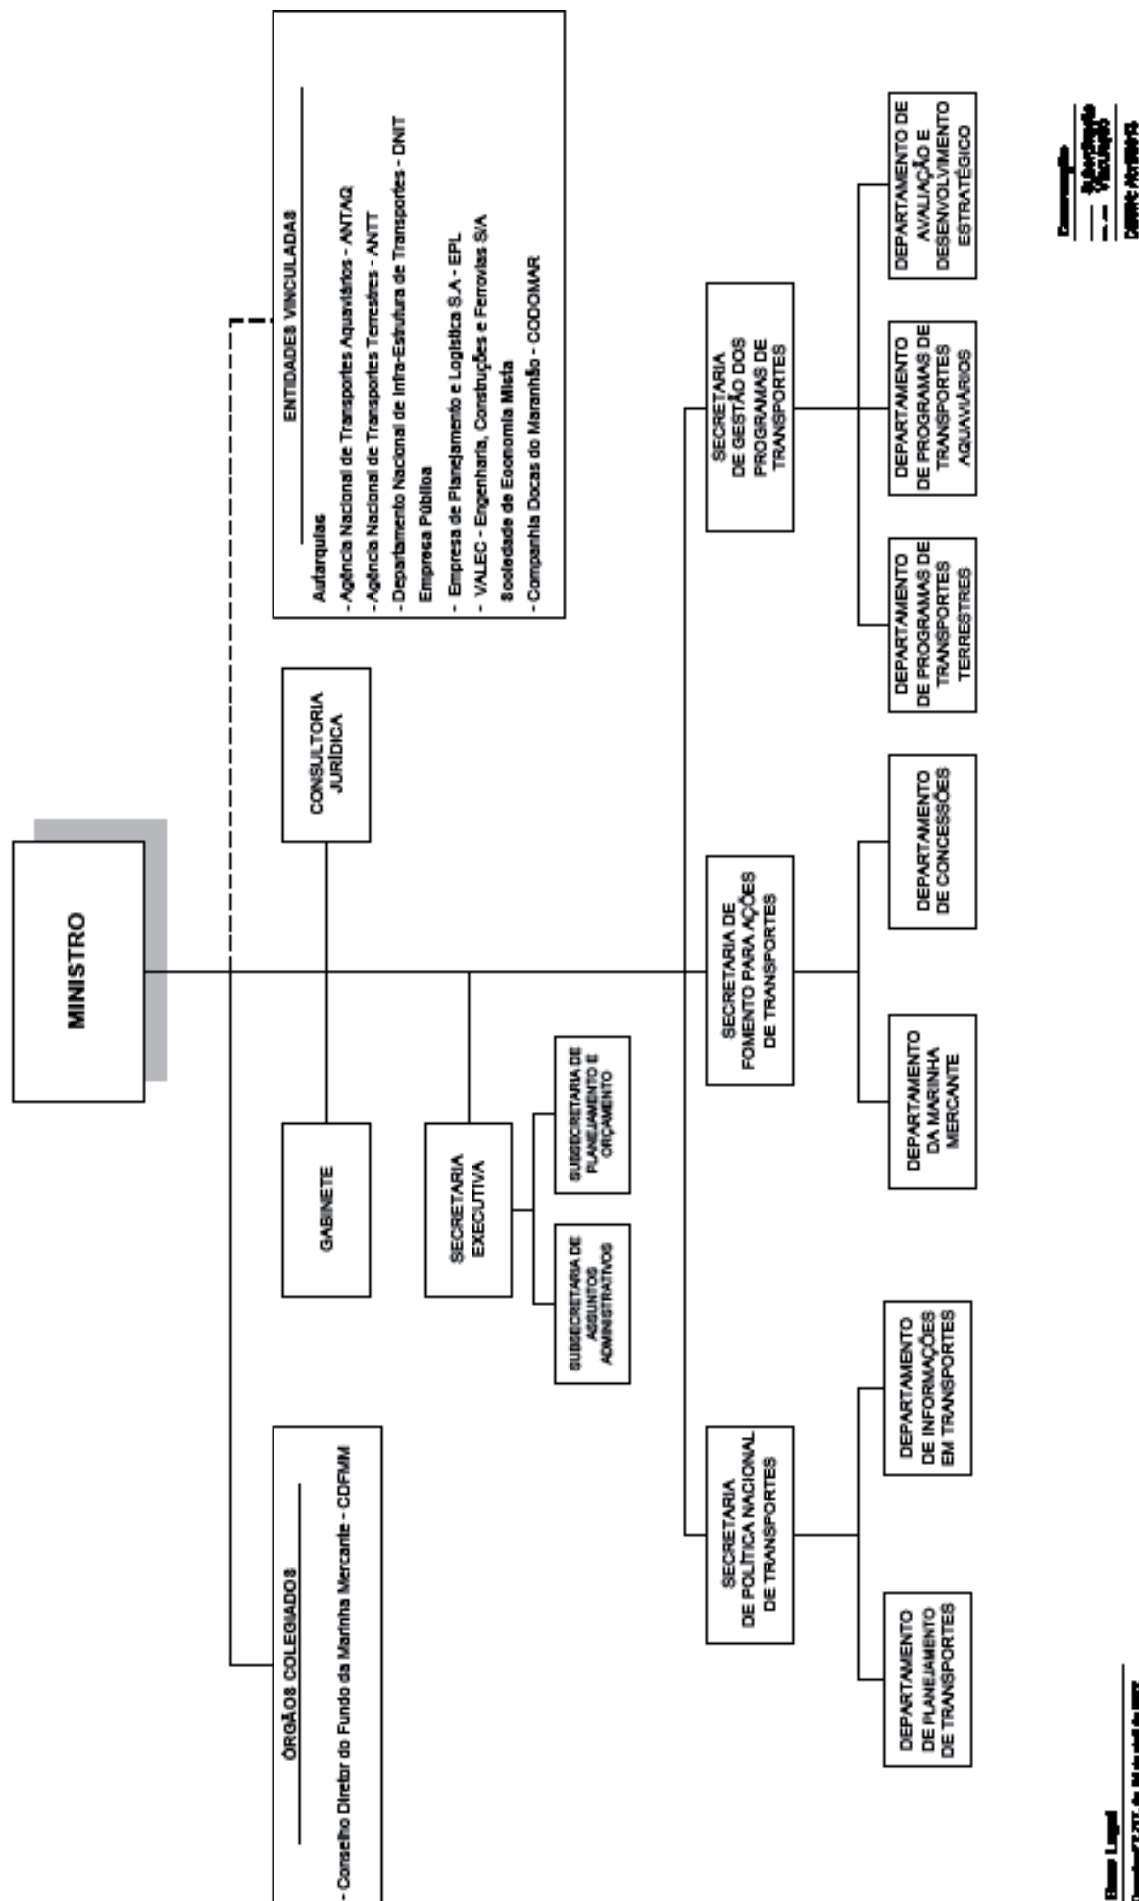 MINISTRO
ÓRGÃOS COLEGIADOS
- Conselho Diretor do Fundo da Marinha Mercante - CDFMM
GABINETE
CONSULTORIA
JURÍDICA
ENTIDADES VINCULADAS
Autarquias
- Agência Nacional de Transportes Aquaviários - ANTAQ
- Agência Nacional de Transportes Terrestres - ANTT
- Departamento Nacional de Infra-Estrutura de Transportes - DNIT
Empresa Pública
- Empresa de Planejamento e Logística S.A - EPL
- VALEC - Engenharia, Construções e Ferrovias S/A
Sociedade de Economia Mista
- Companhia Docas do Maranhão - CODOMAR
SECRETARIA
EXECUTIVA
SUBSECRETARIA DE
ASSUNTOS
ADMINISTRATIVOS
SUBSECRETARIA DE
PLANEJAMENTO E
ORÇAMENTO
SECRETARIA
DE POLÍTICA NACIONAL
DE TRANSPORTES
SECRETARIA DE
FOMENTO PARA AÇÕES
DE TRANSPORTES
SECRETARIA
DE GESTÃO DOS
PROGRAMAS DE
TRANSPORTES
DEPARTAMENTO
DE PLANEJAMENTO
DE TRANSPORTES
DEPARTAMENTO
DE INFORMAÇÕES
EM TRANSPORTES
DEPARTAMENTO
DA MARINHA
MERCANTE
DEPARTAMENTO
DE CONCESSÕES
DEPARTAMENTO
DE PROGRAMAS DE
TRANSPORTES
TERRESTRES
DEPARTAMENTO
DE PROGRAMAS DE
TRANSPORTES
AQUAVIÁRIOS
DEPARTAMENTO DE
AVALIAÇÃO E
DESENVOLVIMENTO
ESTRATÉGICO
Subordinação
Vinculação
Base Legal